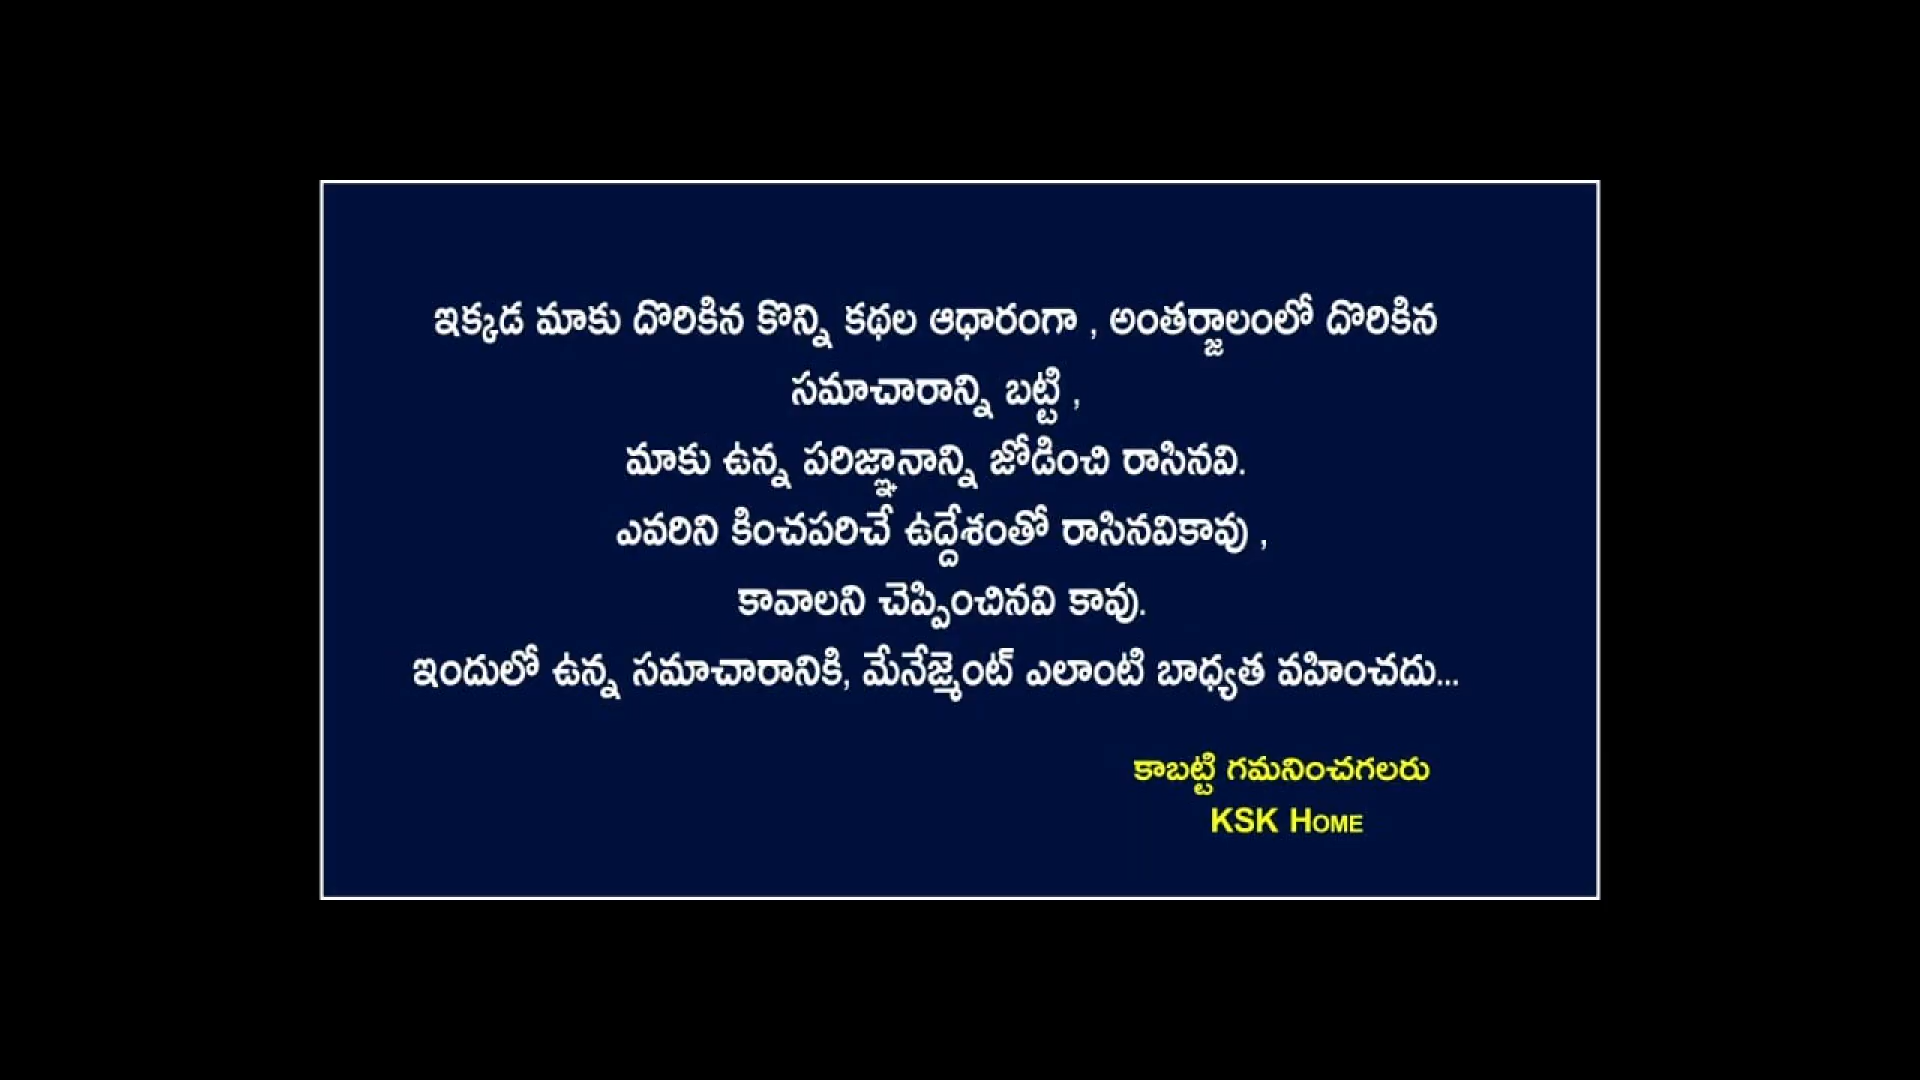 ఇక్కడ మాకు దొరికిన కొన్ని కథల ఆధారంగా , అంతర్జాలంలో దొరికిన
సమాచారాన్ని బట్టి ,
మాకు ఉన్న పరిజ్ఞానాన్ని జోడించి రాసినవి.
ఎవరిని కించపరిచే ఉద్దేశంతో రాసినవికావు ,
కావాలని చెప్పించినవి కావు.
ఇందులో ఉన్న సమాచారానికి, మేనేజ్మెంట్ ఎలాంటి బాధ్యత వహించదు...
కాబట్టి గమనించగలరు
KSK HOME